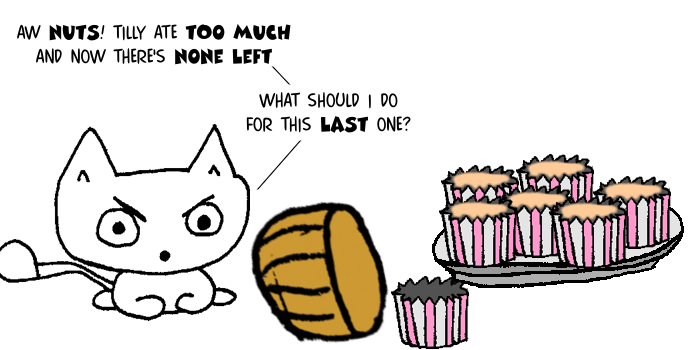 AW NUTS! TILLY ATE TOO MUCH
AND NOW THERE'S NONE LEFT
WHAT SHOULD I DO
FOR THIS LAST ONE?